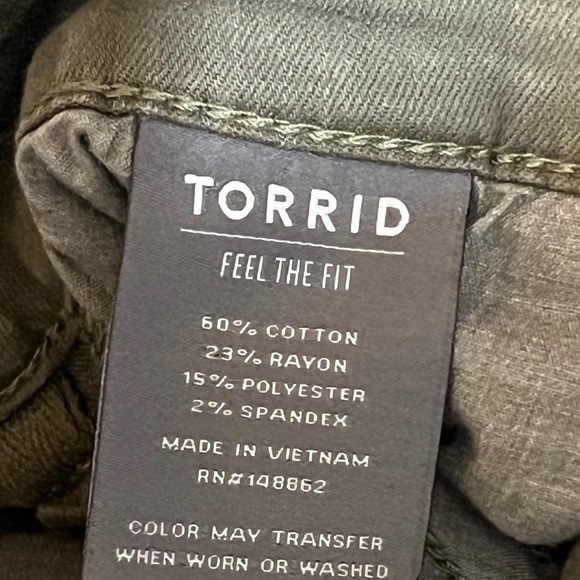 TORRID
FEEL THE FIT
60% COTTON
23% RAYON
15% POLYESTER
2% SPANDEX
MADE IN VIETNAM
RN#148862
COLOR MAY TRANSFER
WHEN WORN OR WASHED